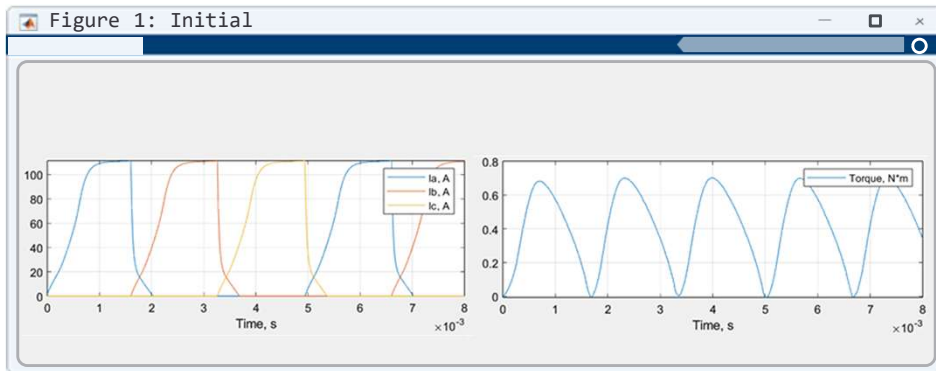 Figure 1: Initial
100
80
60
40
20
0
0 1 2 3 4 5 6 7 8
Time, s
×10⁻³
Ia, A
Ib, A
Ic, A
0.8
0.6
0.4
0.2
0
0 1 2 3 4 5 6 7 8
Time, s
×10⁻³
Torque, N*m